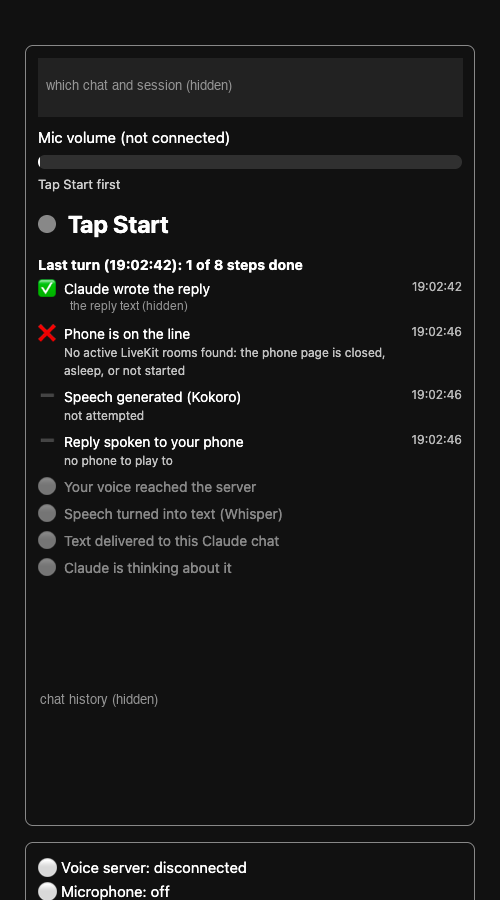 which chat and session (hidden)
Mic volume (not connected)
Tap Start first
Tap Start
Last turn (19:02:42): 1 of 8 steps done
Claude wrote the reply 19:02:42
the reply text (hidden)
Phone is on the line 19:02:46
No active LiveKit rooms found: the phone page is closed,
asleep, or not started
Speech generated (Kokoro) 19:02:46
not attempted
Reply spoken to your phone 19:02:46
no phone to play to
Your voice reached the server
Speech turned into text (Whisper)
Text delivered to this Claude chat
Claude is thinking about it
chat history (hidden)
Voice server: disconnected
Microphone: off